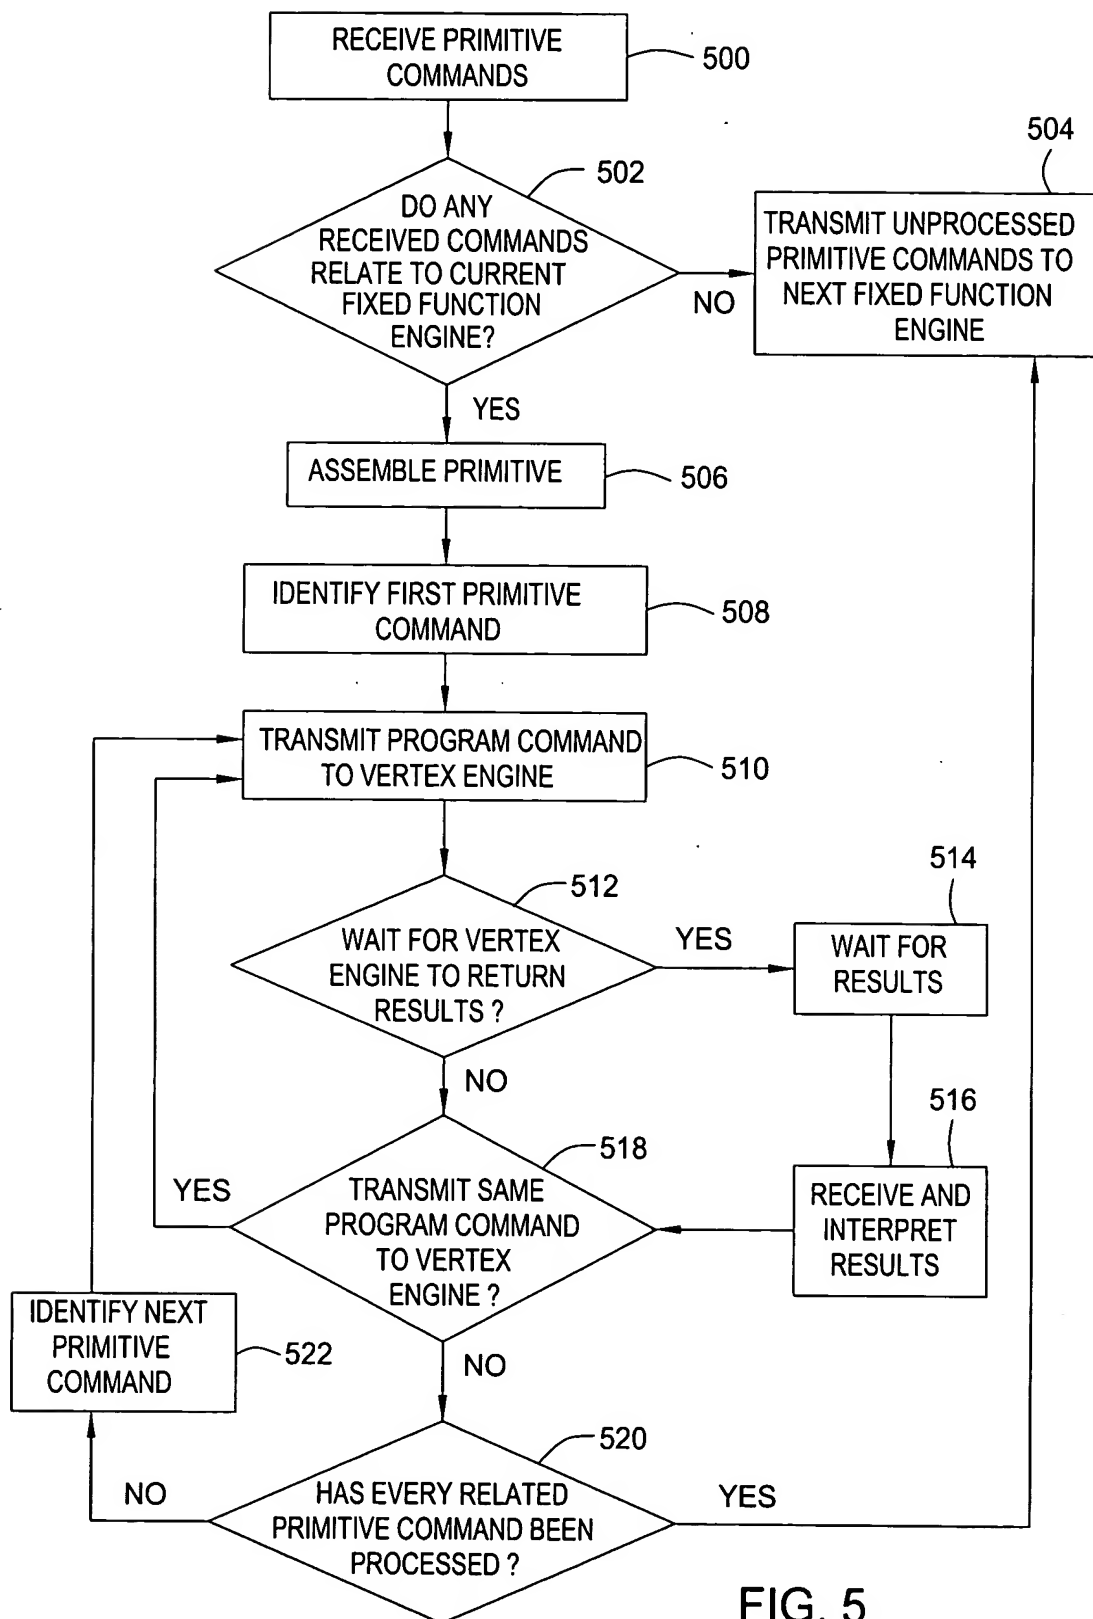 RECEIVE PRIMITIVE
COMMANDS
500
504
502
DO ANY
RECEIVED COMMANDS
RELATE TO CURRENT
FIXED FUNCTION
ENGINE?
NO
TRANSMIT UNPROCESSED
PRIMITIVE COMMANDS TO
NEXT FIXED FUNCTION
ENGINE
YES
ASSEMBLE PRIMITIVE
506
IDENTIFY FIRST PRIMITIVE
COMMAND
508
TRANSMIT PROGRAM COMMAND
TO VERTEX ENGINE
510
512
WAIT FOR VERTEX
ENGINE TO RETURN
RESULTS ?
YES
514
WAIT FOR
RESULTS
NO
516
RECEIVE AND
INTERPRET
RESULTS
518
TRANSMIT SAME
PROGRAM COMMAND
TO VERTEX
ENGINE ?
YES
NO
IDENTIFY NEXT
PRIMITIVE
COMMAND
522
520
HAS EVERY RELATED
PRIMITIVE COMMAND BEEN
PROCESSED ?
NO
YES
FIG. 5